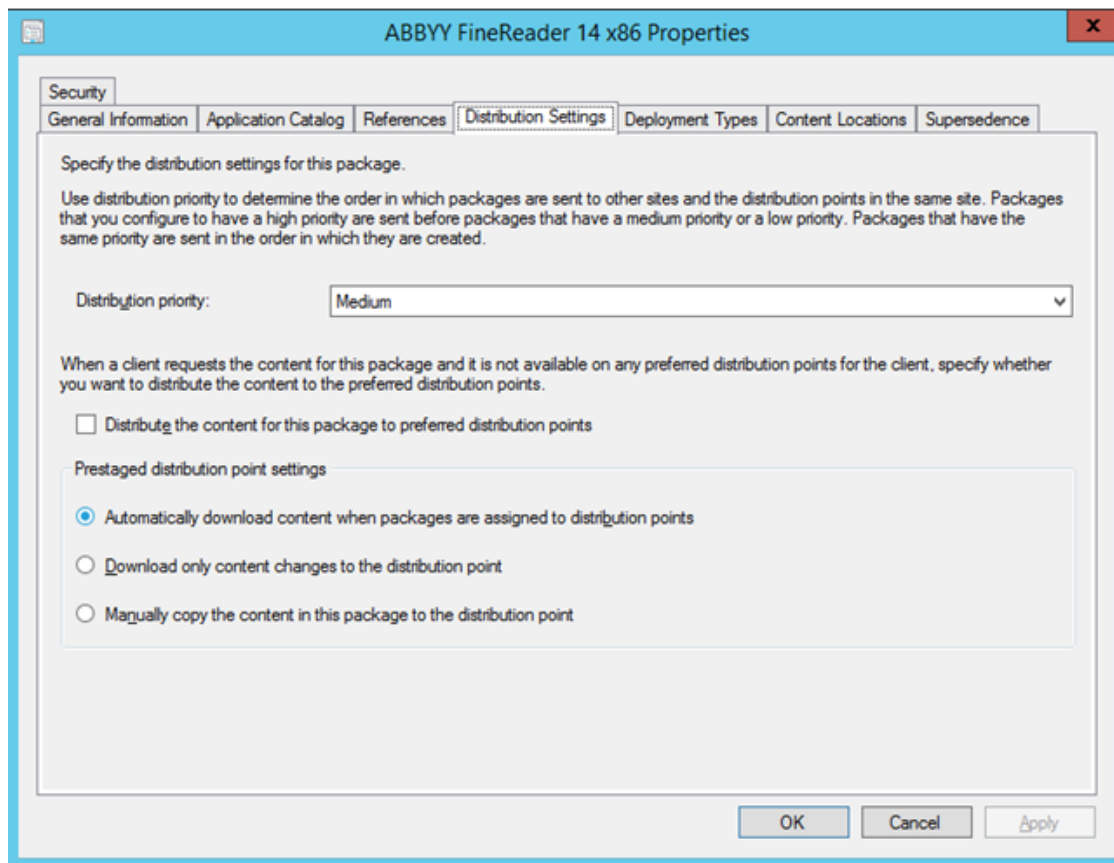 ABBYY FineReader 14 x86 Properties
x
Security
General Information
Application Catalog
References
Distribution Settings
Deployment Types
Content Locations
Supersedence
Specify the distribution settings for this package.
Use distribution priority to determine the order in which packages are sent to other sites and the distribution points in the same site. Packages
that you configure to have a high priority are sent before packages that have a medium priority or a low priority. Packages that have the
same priority are sent in the order in which they are created.
Distribution priority:
Medium
When a client requests the content for this package and it is not available on any preferred distribution points for the client, specify whether
you want to distribute the content to the preferred distribution points.
Distribute the content for this package to preferred distribution points
Prestaged distribution point settings
Automatically download content when packages are assigned to distribution points
Download only content changes to the distribution point
Manually copy the content in this package to the distribution point
OK
Cancel
Apply